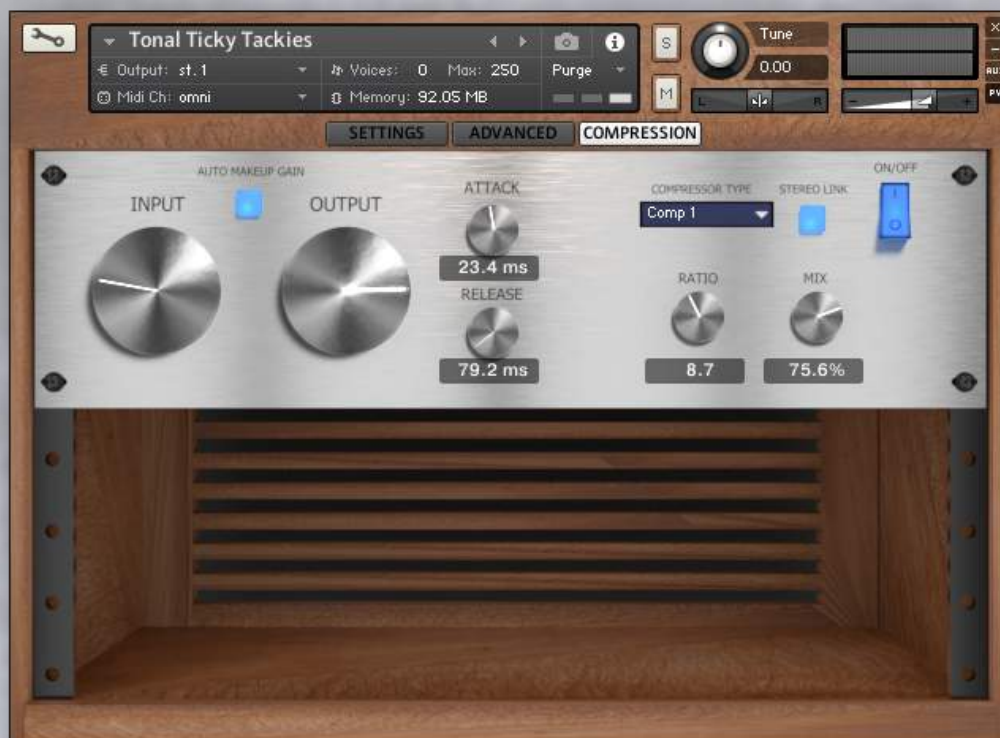 Tonal Ticky Tackies
Output: st.1
Voices: 0 Max: 250
Purge
Midi Ch: omni
Memory: 92.05 MB
S
M
Tune
0.00
L R
- +
×
-
AUX
PV
SETTINGS ADVANCED COMPRESSION
AUTO MAKEUP GAIN
INPUT
OUTPUT
ATTACK
23.4 ms
RELEASE
79.2 ms
COMPRESSOR TYPE
Comp 1
STEREO LINK
ON/OFF
RATIO
8.7
MIX
75.6%